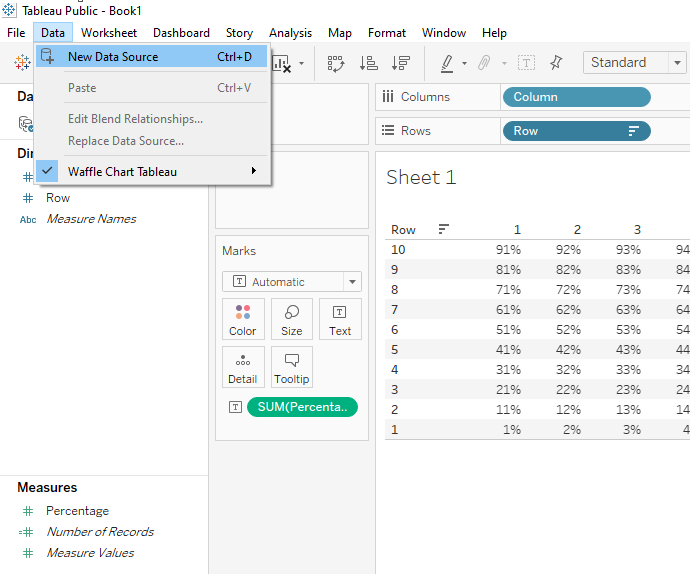 Tableau Public - Book1
File Data Worksheet Dashboard Story Analysis Map Format Window Help
New Data Source Ctrl+D
Paste Ctrl+V
Edit Blend Relationships...
Replace Data Source...
Waffle Chart Tableau
Standard
Da
Di
Row
Abc Measure Names
Columns Column
Rows Row
Sheet 1
Marks
Automatic
Color Size Text
Detail Tooltip
SUM(Percenta..
Row 1 2 3
10 91% 92% 93% 94
9 81% 82% 83% 84
8 71% 72% 73% 74
7 61% 62% 63% 64
6 51% 52% 53% 54
5 41% 42% 43% 44
4 31% 32% 33% 34
3 21% 22% 23% 24
2 11% 12% 13% 14
1 1% 2% 3% 4
Measures
# Percentage
=# Number of Records
# Measure Values